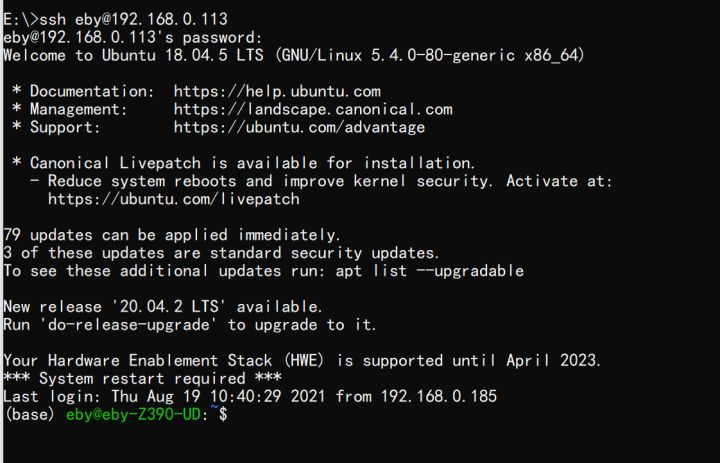 E:\>ssh eby@192.168.0.113
eby@192.168.0.113's password:
Welcome to Ubuntu 18.04.5 LTS (GNU/Linux 5.4.0-80-generic x86_64)
* Documentation:  https://help.ubuntu.com
* Management:     https://landscape.canonical.com
* Support:        https://ubuntu.com/advantage
* Canonical Livepatch is available for installation.
- Reduce system reboots and improve kernel security. Activate at:
https://ubuntu.com/livepatch
79 updates can be applied immediately.
3 of these updates are standard security updates.
To see these additional updates run: apt list --upgradable
New release '20.04.2 LTS' available.
Run 'do-release-upgrade' to upgrade to it.
Your Hardware Enablement Stack (HWE) is supported until April 2023.
*** System restart required ***
Last login: Thu Aug 19 10:40:29 2021 from 192.168.0.185
(base) eby@eby-Z390-UD:~$